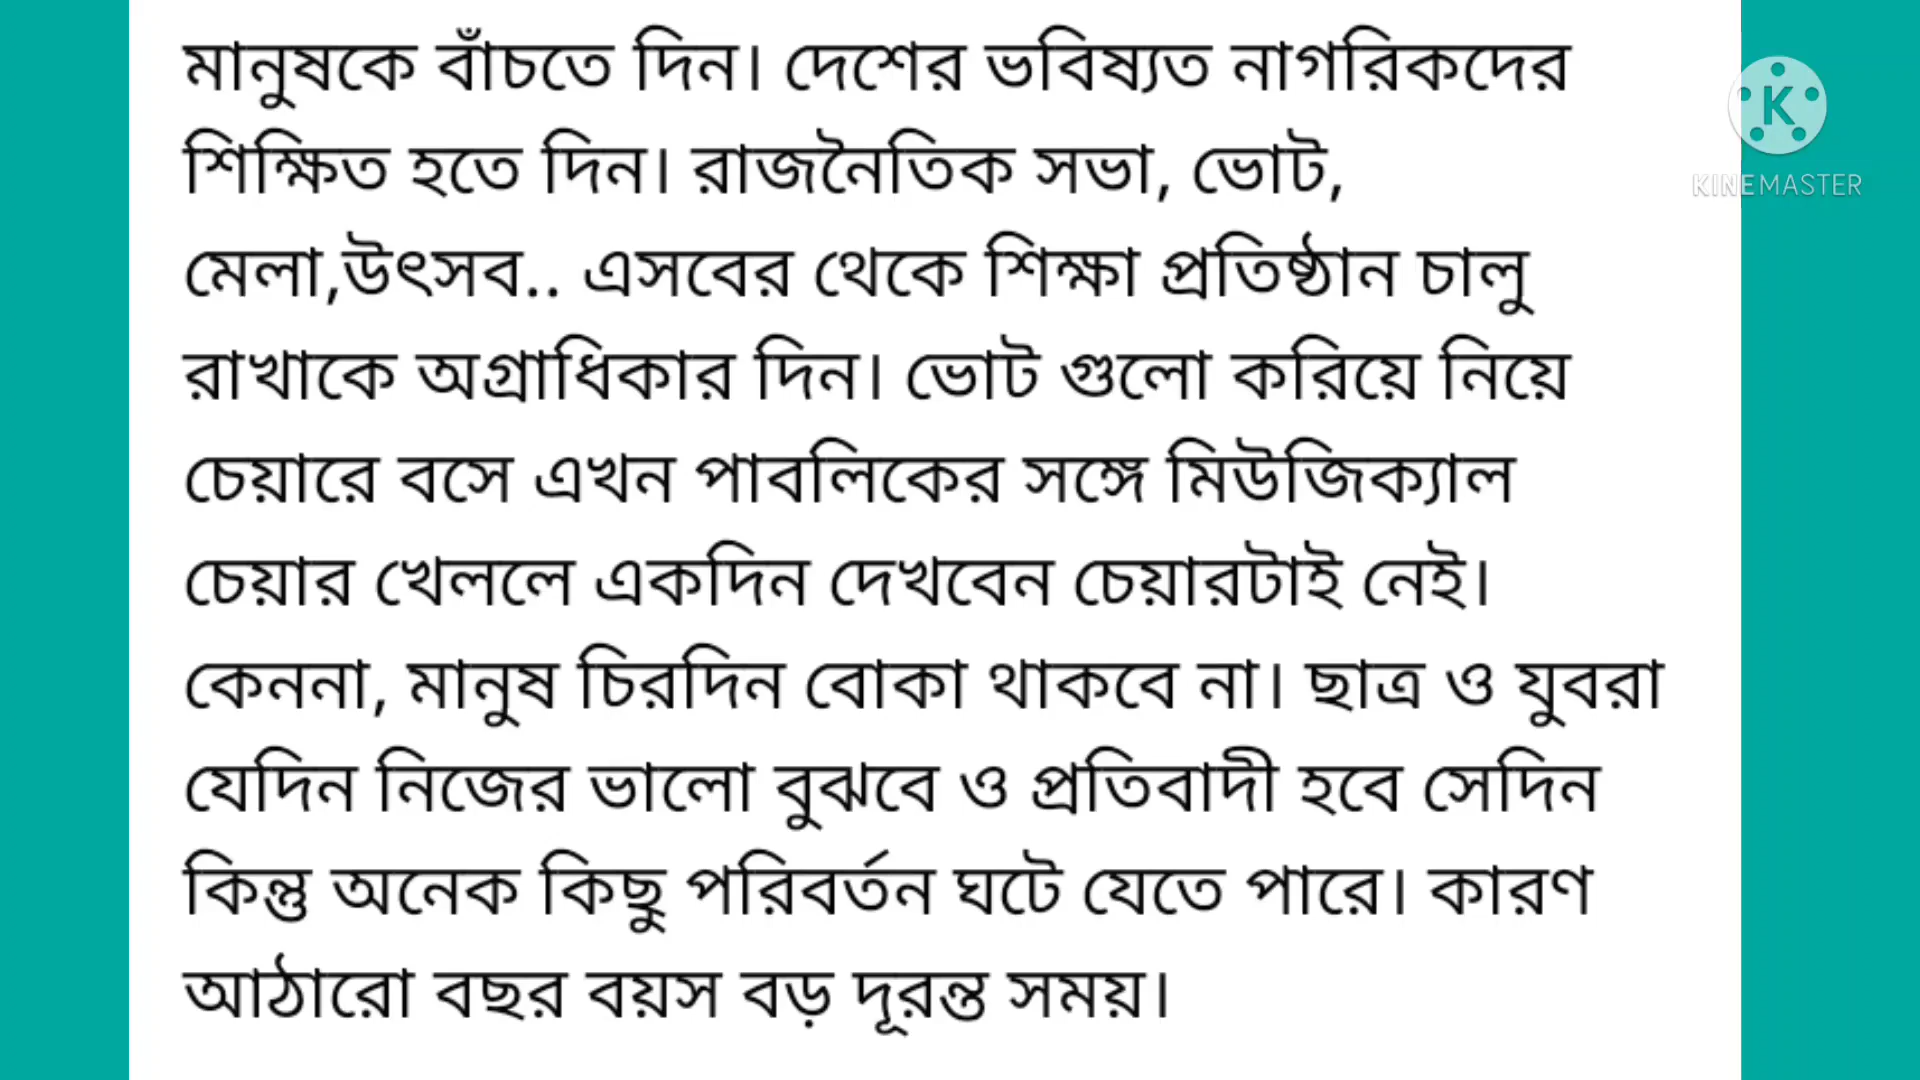 মানুষকে বাঁচতে দিন। দেশের ভবিষ্যত নাগরিকদের
শিক্ষিত হতে দিন। রাজনৈতিক সভা, ভোট,
মেলা,উৎসব.. এসবের থেকে শিক্ষা প্রতিষ্ঠান চালু
রাখাকে অগ্রাধিকার দিন। ভোট গুলো করিয়ে নিয়ে
চেয়ারে বসে এখন পাবলিকের সঙ্গে মিউজিক্যাল
চেয়ার খেললে একদিন দেখবেন চেয়ারটাই নেই।
কেননা, মানুষ চিরদিন বোকা থাকবে না। ছাত্র ও যুবরা
যেদিন নিজের ভালো বুঝবে ও প্রতিবাদী হবে সেদিন
কিন্তু অনেক কিছু পরিবর্তন ঘটে যেতে পারে। কারণ
আঠারো বছর বয়স বড় দূরন্ত সময়।
K
KINEMASTER